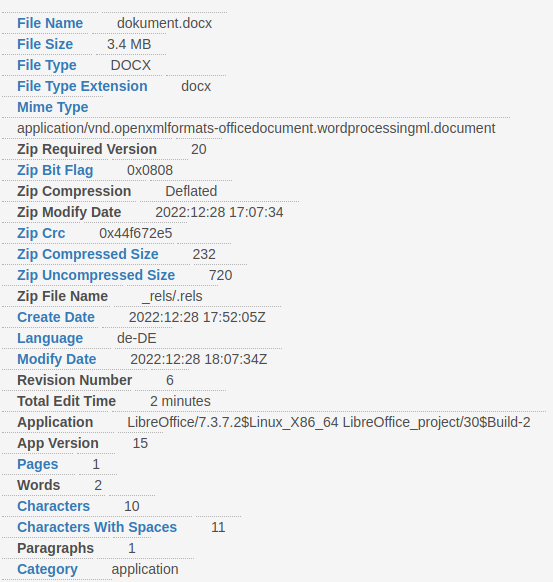 File Name dokument.docx
File Size 3.4 MB
File Type DOCX
File Type Extension docx
Mime Type
application/vnd.openxmlformats-officedocument.wordprocessingml.document
Zip Required Version 20
Zip Bit Flag 0x0808
Zip Compression Deflated
Zip Modify Date 2022:12:28 17:07:34
Zip Crc 0x44f672e5
Zip Compressed Size 232
Zip Uncompressed Size 720
Zip File Name _rels/.rels
Create Date 2022:12:28 17:52:05Z
Language de-DE
Modify Date 2022:12:28 18:07:34Z
Revision Number 6
Total Edit Time 2 minutes
Application LibreOffice/7.3.7.2$Linux_X86_64 LibreOffice_project/30$Build-2
App Version 15
Pages 1
Words 2
Characters 10
Characters With Spaces 11
Paragraphs 1
Category application